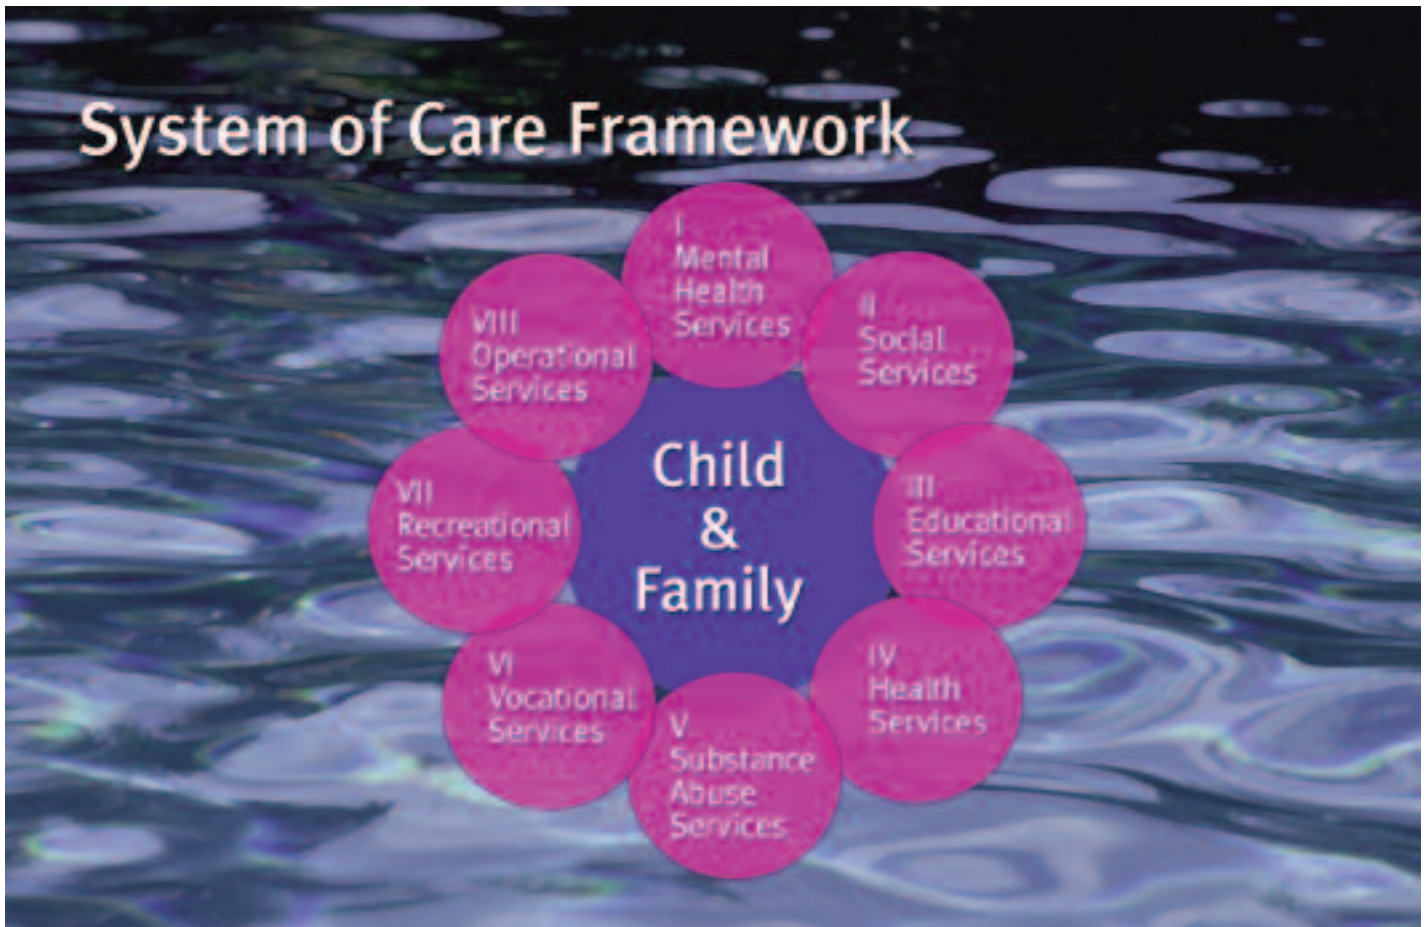 System of Care Framework
I
Mental
Health
Services
II
Social
Services
III
Educational
Services
IV
Health
Services
V
Substance
Abuse
Services
VI
Vocational
Services
VII
Recreational
Services
VIII
Operational
Services
Child
&
Family